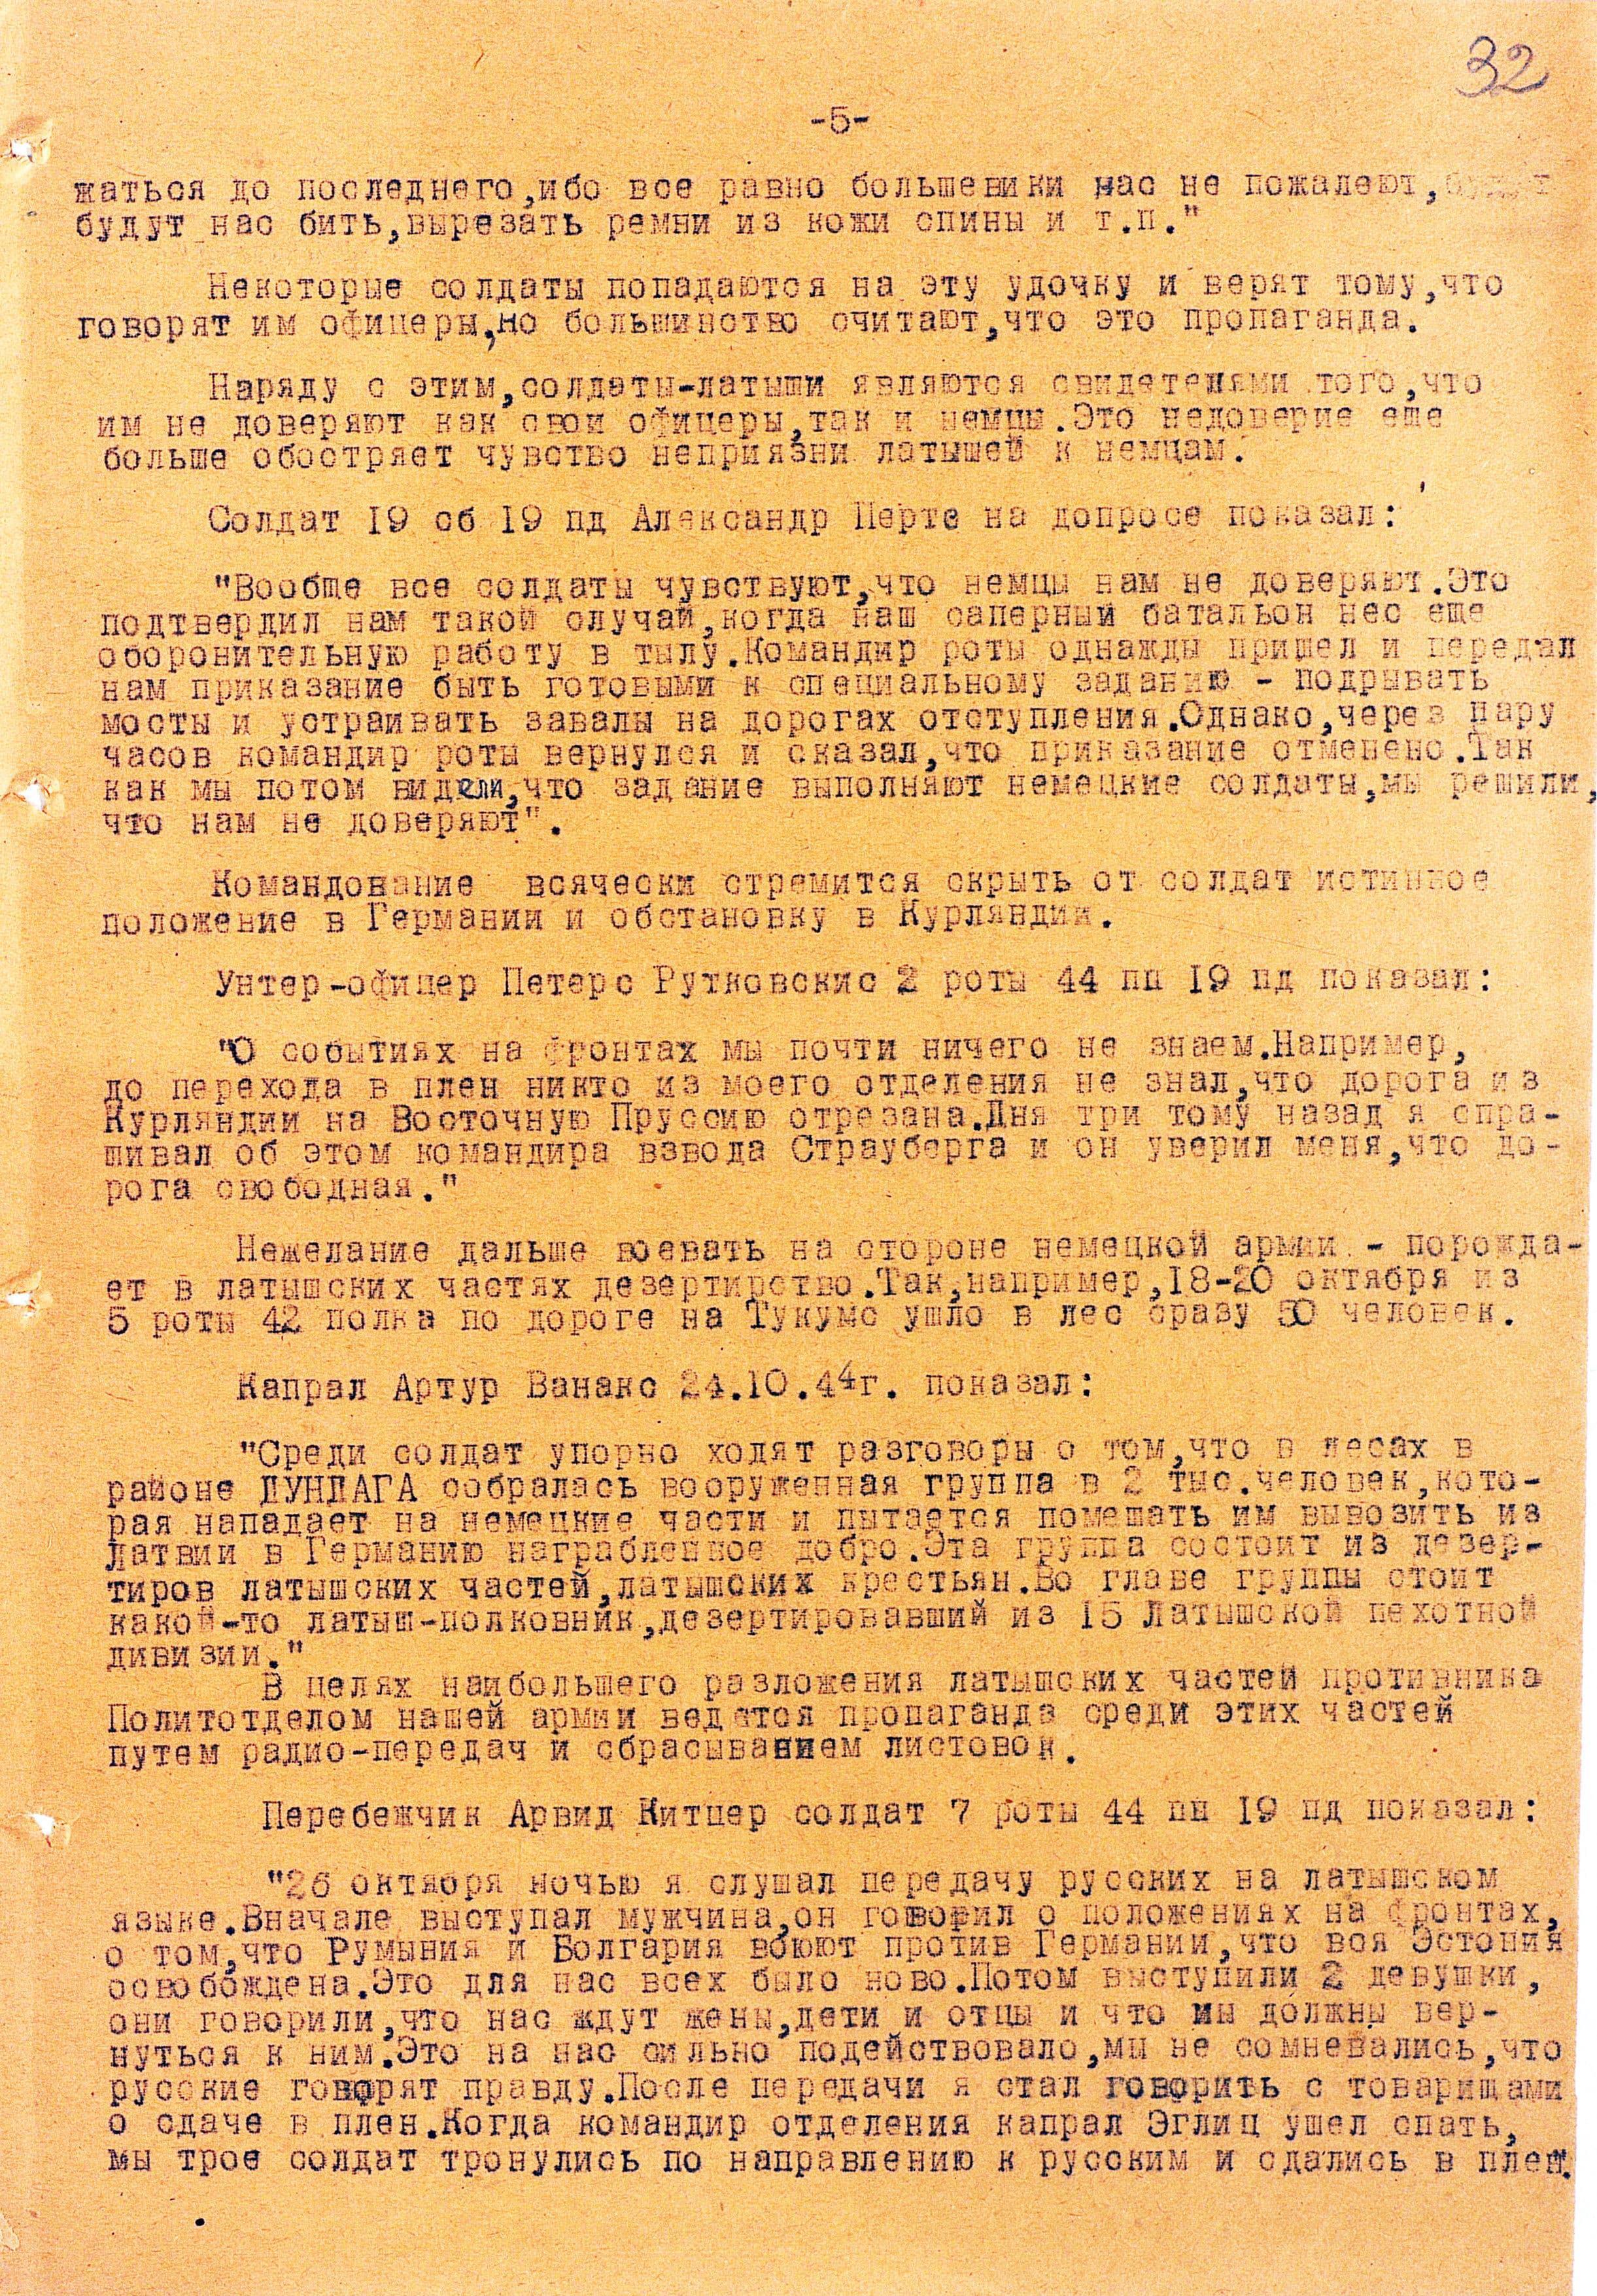 32
-5-
жаться до последнего,ибо все равно большевики нас не пожалеют,
будут нас бить,вырезать ремни из кожи спины и т.п."
Некоторые солдаты попадаются на эту удочку и верят тому,что
говорят им офицеры,но большинство считают,что это пропаганда.
Наряду с этим,солдаты-латыши являются свидетелями того,что
им не доверяют как свои офицеры,так и немцы.Это недоверие еще
больше обостряет чувство неприязни латышей к немцам.
Солдат 19 сб 19 пд Александр Пертс на допросе показал:
"Вообще все солдаты чувствуют,что немцы нам не доверяют.Это
подтвердил нам такой случай,когда наш саперный батальон нес еще
оборонительную работу в тылу.Командир роты однажды пришел и передал
нам приказание быть готовыми к специальному заданию - подрывать
мосты и устраивать завалы на дорогах отступления.Однако,через пару
часов командир роты вернулся и сказал,что приказание отменено.Так
как мы потом видели,что задание выполняют немецкие солдаты,мы решили,
что нам не доверяют".
Командование всячески стремится скрыть от солдат истинное
положение в Германии и обстановку в Курляндии.
Унтер-офицер Петерс Рутковскис 2 роты 44 пп 19 пд показал:
"О событиях на фронтах мы почти ничего не знаем.Например,
до перехода в плен никто из моего отделения не знал,что дорога из
Курляндии на Восточную Пруссию отрезана.Дня три тому назад я спра-
шивал об этом командира взвода Страуберга и он уверил меня,что до-
рога свободная."
Нежелание дальше воевать на стороне немецкой армии - порожда-
ет в латышских частях дезертирство.Так,например,18-20 октября из
5 роты 42 полка по дороге на Тукумс ушло в лес сразу 50 человек.
Капрал Артур Ванакс 24.10.44г. показал:
"Среди солдат упорно ходят разговоры о том,что в лесах в
районе ДУНДАГА собралась вооруженная группа в 2 тыс.человек,кото-
рая нападает на немецкие части и пытается помешать им вывозить из
Латвии в Германию награбленное добро.Эта группа состоит из дезер-
тиров латышских частей,латышских крестьян.Во главе группы стоит
какой-то латыш-полковник,дезертировавший из 15 Латышской пехотной
дивизии."
В целях наибольшего разложения латышских частей противника
Политотделом нашей армии ведется пропаганда среди этих частей
путем радио-передач и сбрасыванием листовок.
Перебежчик Арвид Китцер солдат 7 роты 44 пп 19 пд показал:
"26 октября ночью я слушал передачу русских на латышском
языке.Вначале выступал мужчина,он говорил о положениях на фронтах,
о том,что Румыния и Болгария воюют против Германии,что вся Эстония
освобождена.Это для нас всех было ново.Потом выступили 2 девушки,
они говорили,что нас ждут жены,дети и отцы и что мы должны вер-
нуться к ним.Это на нас сильно подействовало,мы не сомневались,что
русские говорят правду.После передачи я стал говорить с товарищами
о сдаче в плен.Когда командир отделения капрал Эглиц ушел спать,
мы трое солдат тронулись по направлению к русским и сдались в плен.